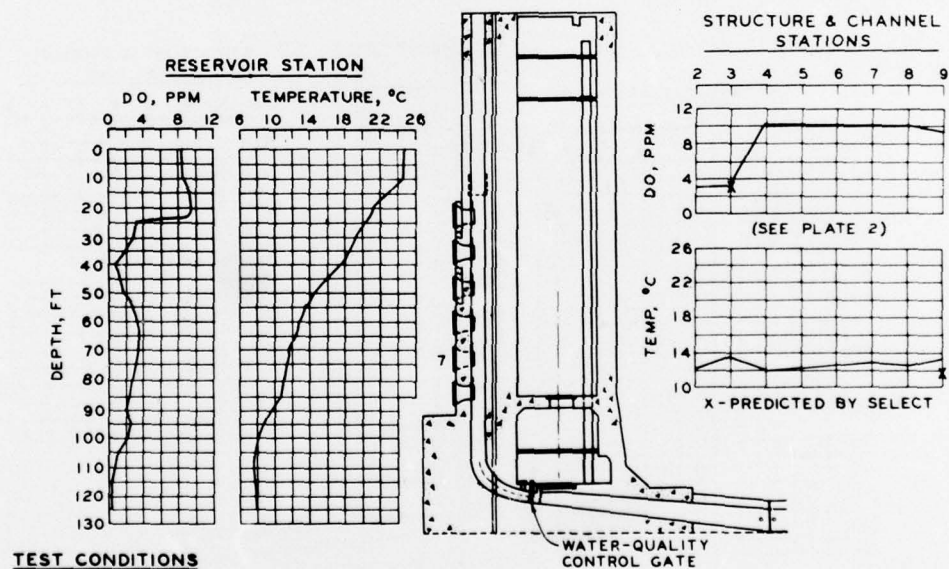 RESERVOIR STATION
DO, PPM
0 4 8 12
TEMPERATURE, °C
6 8 10 14 18 22 26
DEPTH, FT
0
10
20
30
40
50
60
70
80
90
100
110
120
130
7
WATER-QUALITY
CONTROL GATE
STRUCTURE & CHANNEL
STATIONS
2 3 4 5 6 7 8 9
DO, PPM
12
8
4
0
X
(SEE PLATE 2)
TEMP, °C
26
22
18
14
10
X
X-PREDICTED BY SELECT
TEST CONDITIONS